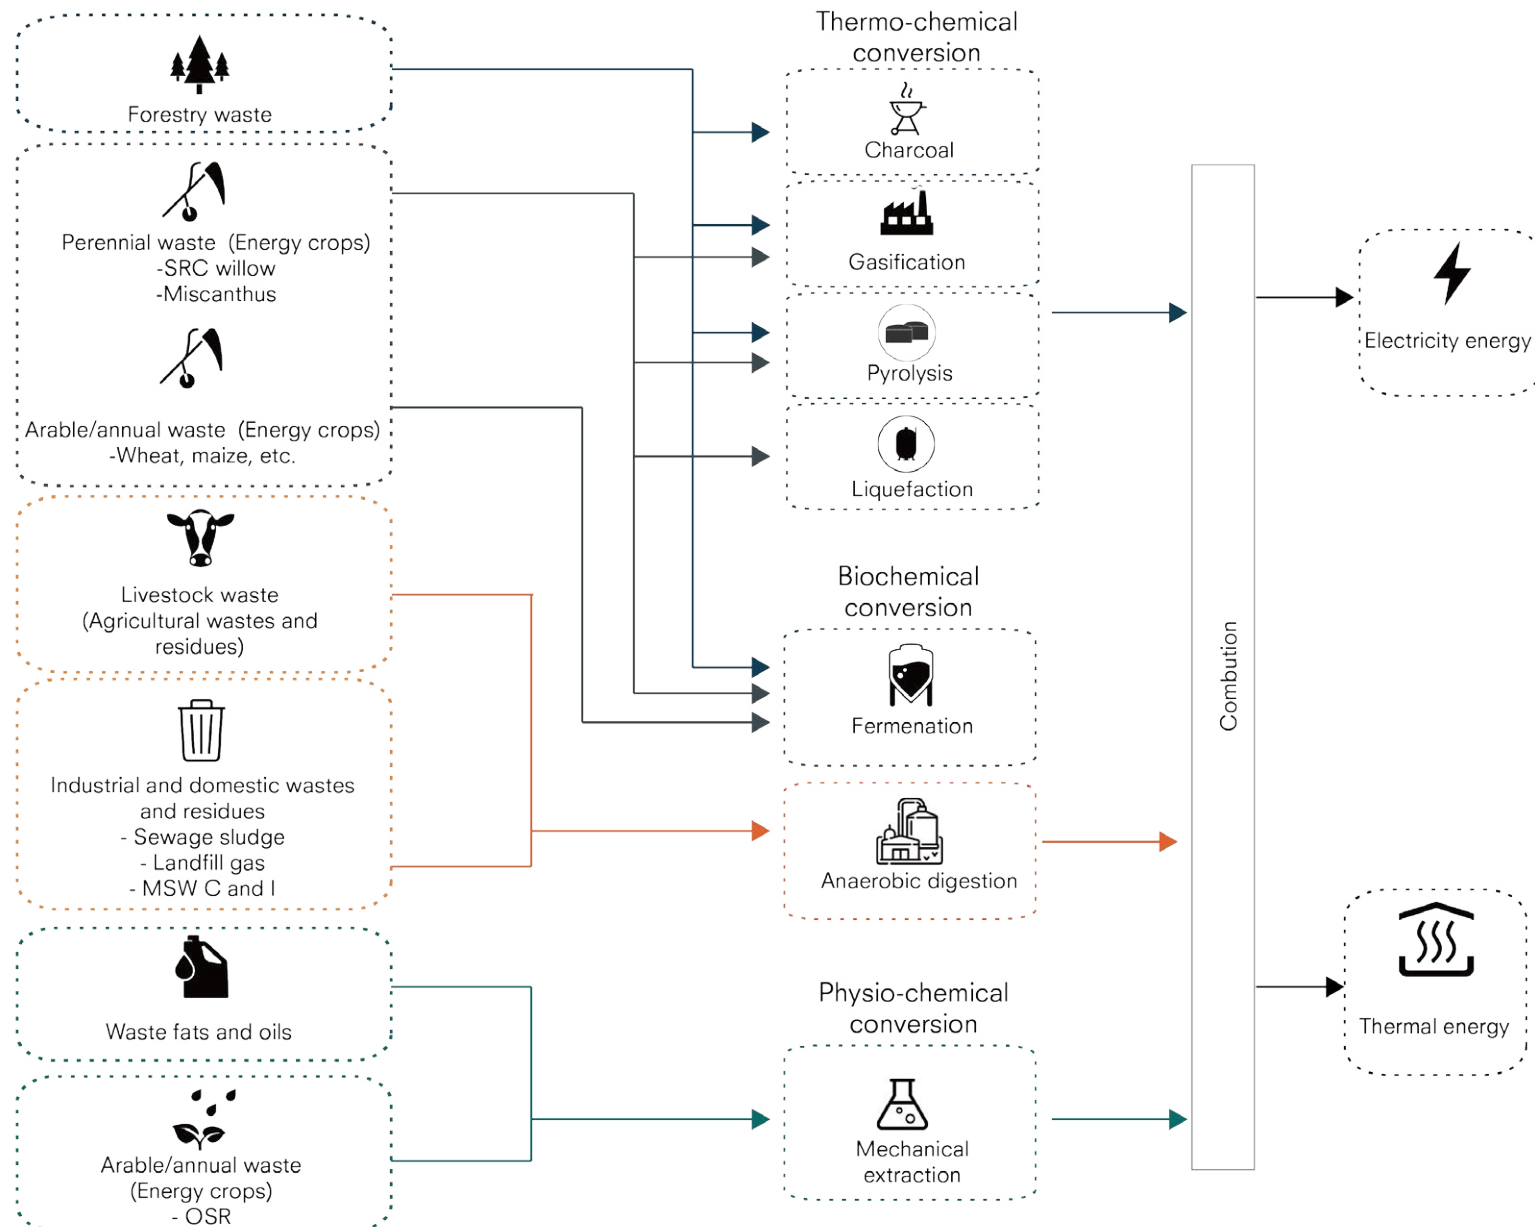 Forestry waste
Perennial waste (Energy crops)
-SRC willow
-Miscanthus
Arable/annual waste (Energy crops)
-Wheat, maize, etc.
Livestock waste
(Agricultural wastes and
residues)
Industrial and domestic wastes
and residues
- Sewage sludge
- Landfill gas
- MSW C and I
Waste fats and oils
Arable/annual waste
(Energy crops)
- OSR
Thermo-chemical
conversion
Charcoal
Gasification
Pyrolysis
Liquefaction
Biochemical
conversion
Fermenation
Anaerobic digestion
Physio-chemical
conversion
Mechanical
extraction
Combution
Electricity energy
Thermal energy